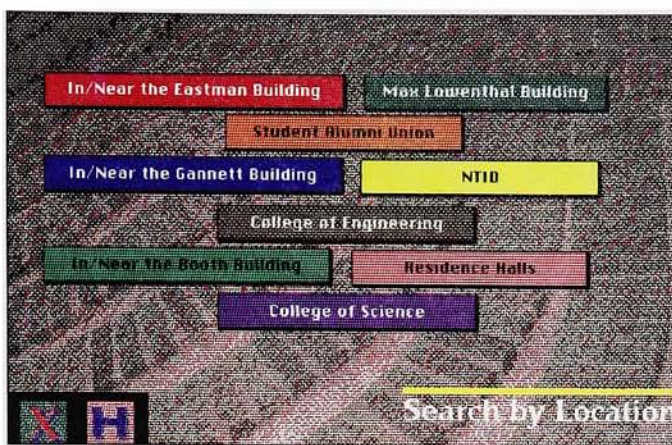 In/Near the Eastman Building
Max Lowenthal Building
Student Alumni Union
In/Near the Gannett Building
NTID
College of Engineering
In/Near the Booth Building
Residence Halls
College of Science
X
H
Search by Location